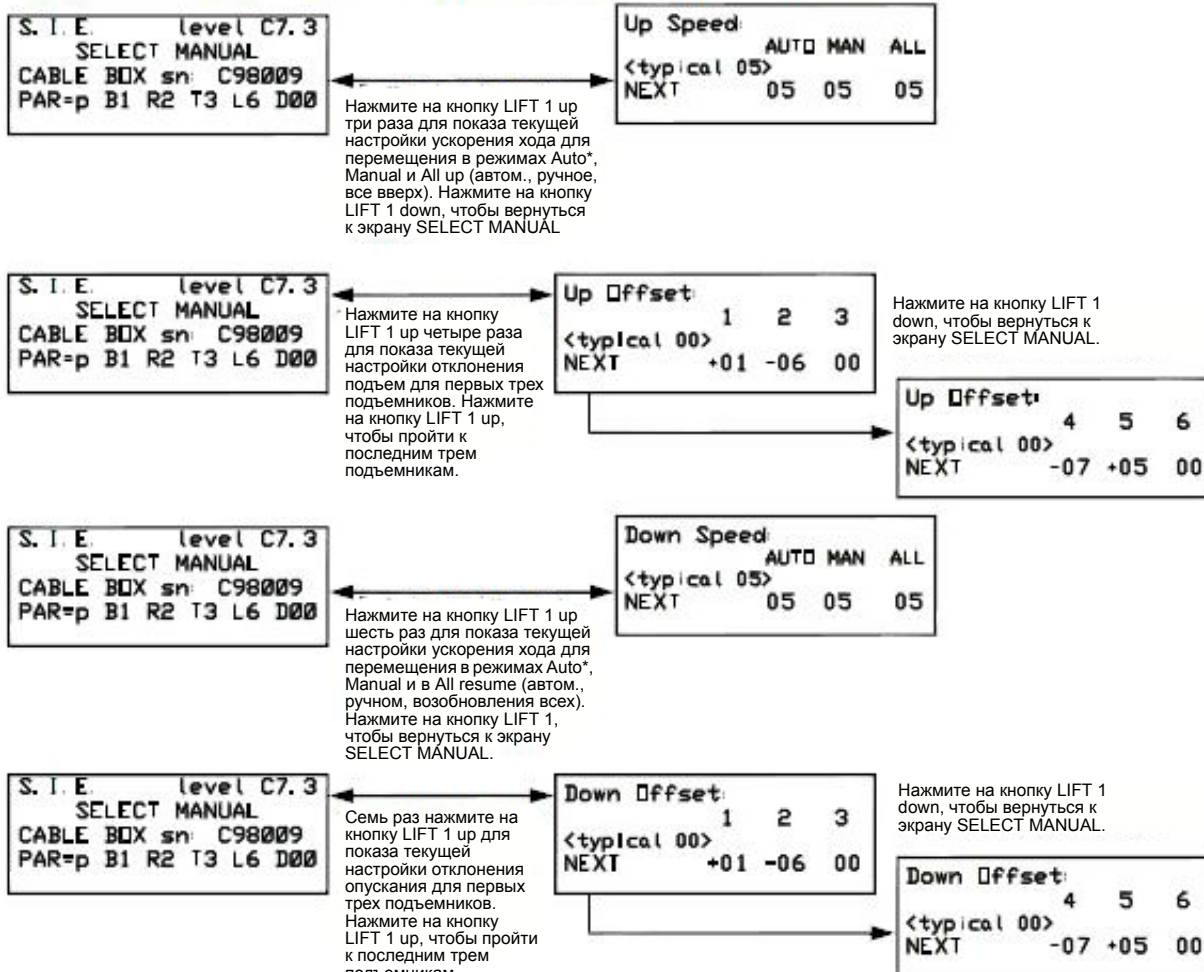 S. I. E. level C7.3
SELECT MANUAL
CABLE BOX sn: C98009
PAR=p B1 R2 T3 L6 D00
Нажмите на кнопку LIFT 1 up
три раза для показа текущей
настройки ускорения хода для
перемещения в режимах Auto*,
Manual и All up (автом., ручное,
все вверх). Нажмите на кнопку
LIFT 1 down, чтобы вернуться
к экрану SELECT MANUAL
Up Speed:
AUTO MAN ALL
<typical 05>
NEXT 05 05 05
S. I. E. level C7.3
SELECT MANUAL
CABLE BOX sn: C98009
PAR=p B1 R2 T3 L6 D00
Нажмите на кнопку
LIFT 1 up четыре раза
для показа текущей
настройки отклонения
подъем для первых трех
подъемников. Нажмите
на кнопку LIFT 1 up,
чтобы пройти к
последним трем
подъемникам.
Up Offset:
1 2 3
<typical 00>
NEXT +01 -06 00
Нажмите на кнопку LIFT 1
down, чтобы вернуться к
экрану SELECT MANUAL.
Up Offset:
4 5 6
<typical 00>
NEXT -07 +05 00
S. I. E. level C7.3
SELECT MANUAL
CABLE BOX sn: C98009
PAR=p B1 R2 T3 L6 D00
Нажмите на кнопку LIFT 1 up
шесть раз для показа текущей
настройки ускорения хода для
перемещения в режимах Auto*,
Manual и в All resume (автом.,
ручном, возобновления всех).
Нажмите на кнопку LIFT 1,
чтобы вернуться к экрану
SELECT MANUAL.
Down Speed:
AUTO MAN ALL
<typical 05>
NEXT 05 05 05
S. I. E. level C7.3
SELECT MANUAL
CABLE BOX sn: C98009
PAR=p B1 R2 T3 L6 D00
Семь раз нажмите на
кнопку LIFT 1 up для
показа текущей
настройки отклонения
опускания для первых
трех подъемников.
Нажмите на кнопку
LIFT 1 up, чтобы пройти
к последним трем
подъемникам
Down Offset:
1 2 3
<typical 00>
NEXT +01 -06 00
Нажмите на кнопку LIFT 1
down, чтобы вернуться к
экрану SELECT MANUAL.
Down Offset:
4 5 6
<typical 00>
NEXT -07 +05 00